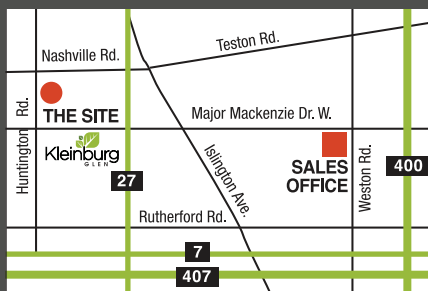 Teston Rd.
Nashville Rd.
Huntington Rd.
THE SITE
Major Mackenzie Dr. W.
Kleinburg
GLEN
Islington Ave.
SALES
OFFICE
Weston Rd.
400
27
Rutherford Rd.
7
407